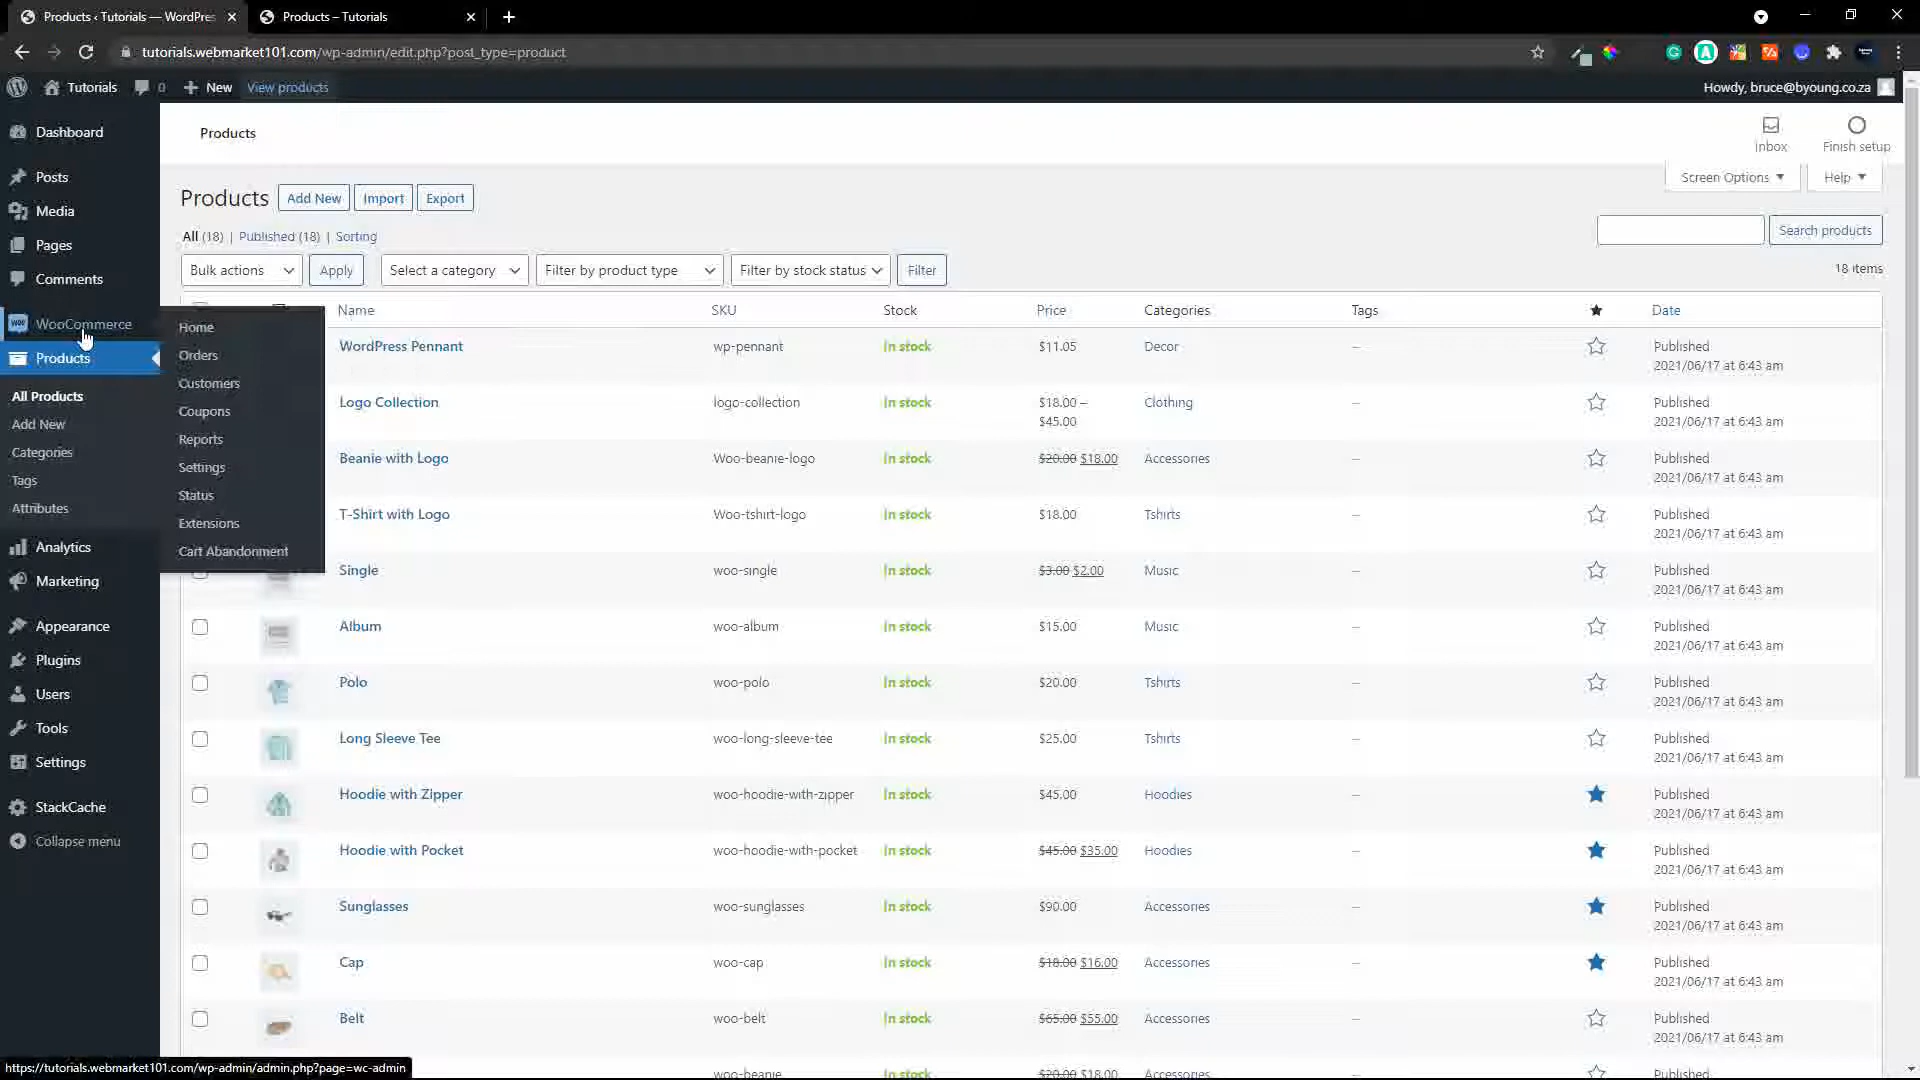 Products ‹ Tutorials — WordPres
Products – Tutorials
tutorials.webmarket101.com/wp-admin/edit.php?post_type=product
Tutorials
0
New
View products
Howdy, bruce@byoung.co.za
Dashboard
Posts
Media
Pages
Comments
WooCommerce
Products
All Products
Add New
Categories
Tags
Attributes
Analytics
Marketing
Appearance
Plugins
Users
Tools
Settings
StackCache
Collapse menu
Home
Orders
Customers
Coupons
Reports
Settings
Status
Extensions
Cart Abandonment
Products
Inbox
Finish setup
Screen Options
Help
Products
Add New
Import
Export
All (18) | Published (18) | Sorting
Search products
Bulk actions
Apply
Select a category
Filter by product type
Filter by stock status
Filter
18 items
Name SKU Stock Price Categories Tags Date
WordPress Pennant wp-pennant In stock $11.05 Decor — Published
2021/06/17 at 6:43 am
Logo Collection logo-collection In stock $18.00 – Clothing — Published
$45.00 2021/06/17 at 6:43 am
Beanie with Logo Woo-beanie-logo In stock $20.00 $18.00 Accessories — Published
2021/06/17 at 6:43 am
T-Shirt with Logo Woo-tshirt-logo In stock $18.00 Tshirts — Published
2021/06/17 at 6:43 am
Single woo-single In stock $3.00 $2.00 Music — Published
2021/06/17 at 6:43 am
Album woo-album In stock $15.00 Music — Published
2021/06/17 at 6:43 am
Polo woo-polo In stock $20.00 Tshirts — Published
2021/06/17 at 6:43 am
Long Sleeve Tee woo-long-sleeve-tee In stock $25.00 Tshirts — Published
2021/06/17 at 6:43 am
Hoodie with Zipper woo-hoodie-with-zipper In stock $45.00 Hoodies — Published
2021/06/17 at 6:43 am
Hoodie with Pocket woo-hoodie-with-pocket In stock $45.00 $35.00 Hoodies — Published
2021/06/17 at 6:43 am
Sunglasses woo-sunglasses In stock $90.00 Accessories — Published
2021/06/17 at 6:43 am
Cap woo-cap In stock $18.00 $16.00 Accessories — Published
2021/06/17 at 6:43 am
Belt woo-belt In stock $65.00 $55.00 Accessories — Published
2021/06/17 at 6:43 am
woo-beanie In stock $20.00 $18.00 Accessories Published
https://tutorials.webmarket101.com/wp-admin/admin.php?page=wc-admin